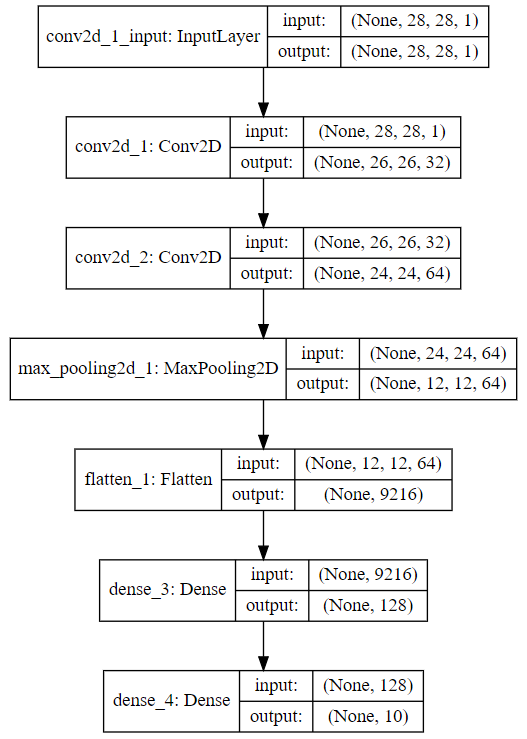 conv2d_1_input: InputLayer input: (None, 28, 28, 1)
output: (None, 28, 28, 1)
conv2d_1: Conv2D input: (None, 28, 28, 1)
output: (None, 26, 26, 32)
conv2d_2: Conv2D input: (None, 26, 26, 32)
output: (None, 24, 24, 64)
max_pooling2d_1: MaxPooling2D input: (None, 24, 24, 64)
output: (None, 12, 12, 64)
flatten_1: Flatten input: (None, 12, 12, 64)
output: (None, 9216)
dense_3: Dense input: (None, 9216)
output: (None, 128)
dense_4: Dense input: (None, 128)
output: (None, 10)